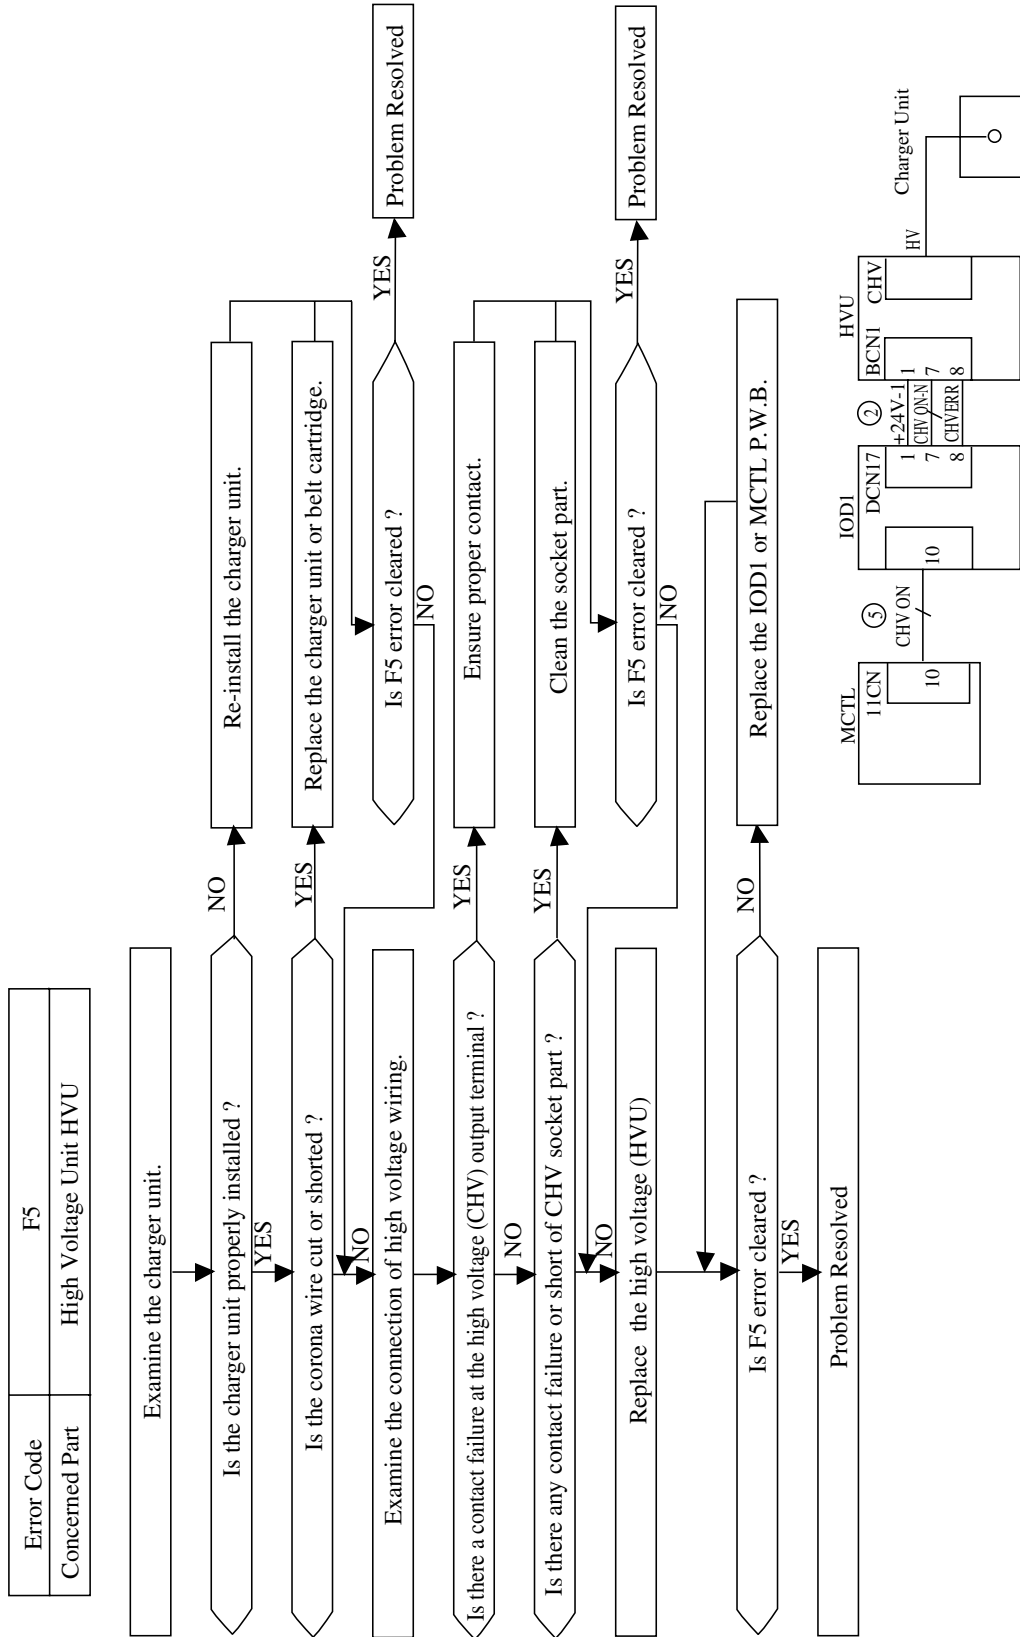 Error Code
F5
Concerned Part
High Voltage Unit HVU
Examine the charger unit.
Is the charger unit properly installed ?
NO
Re-install the charger unit.
YES
Is the corona wire cut or shorted ?
YES
Replace the charger unit or belt cartridge.
NO
Is F5 error cleared ?
YES
Problem Resolved
NO
Examine the connection of high voltage wiring.
Is there a contact failure at the high voltage (CHV) output terminal ?
YES
Ensure proper contact.
NO
Is there any contact failure or short of CHV socket part ?
YES
Clean the socket part.
NO
Is F5 error cleared ?
YES
Problem Resolved
NO
Replace  the high voltage (HVU)
Is F5 error cleared ?
NO
Replace the IOD1 or MCTL P.W.B.
YES
Problem Resolved
MCTL
11CN
10
5
CHV ON
IOD1
10
DCN17
1
7
8
2
+24V-1
CHV ON-N
CHVERR
HVU
BCN1
1
7
8
CHV
HV
Charger Unit